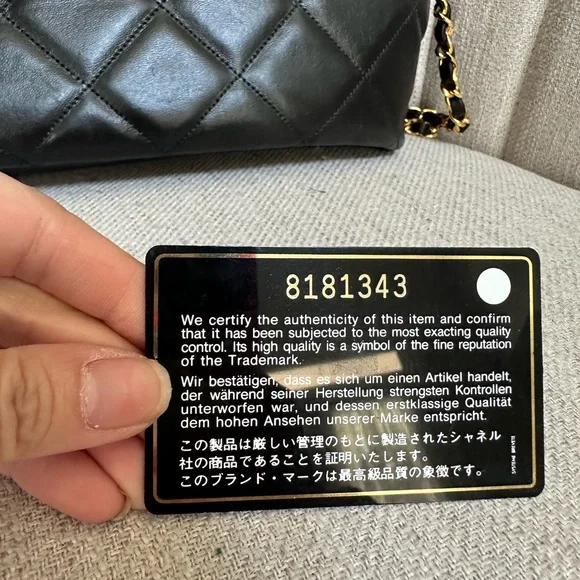 8181343
We certify the authenticity of this item and confirm
that it has been subjected to the most exacting quality
control. Its high quality is a symbol of the fine reputation
of the Trademark.
Wir bestätigen, dass es sich um einen Artikel handelt,
der während seiner Herstellung strengsten Kontrollen
unterworfen war, und dessen erstklassige Qualität
dem hohen Ansehen unserer Marke entspricht.
この製品は厳しい管理のもとに製造されたシャネル
社の商品であることを証明いたします。
このブランド・マークは最高級品質の象徴です。
SYSTEME BREVETE